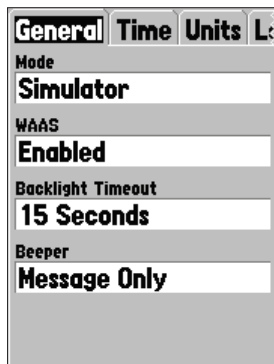 General Time Units
Mode
Simulator
WAAS
Enabled
Backlight Timeout
15 Seconds
Beeper
Message Only